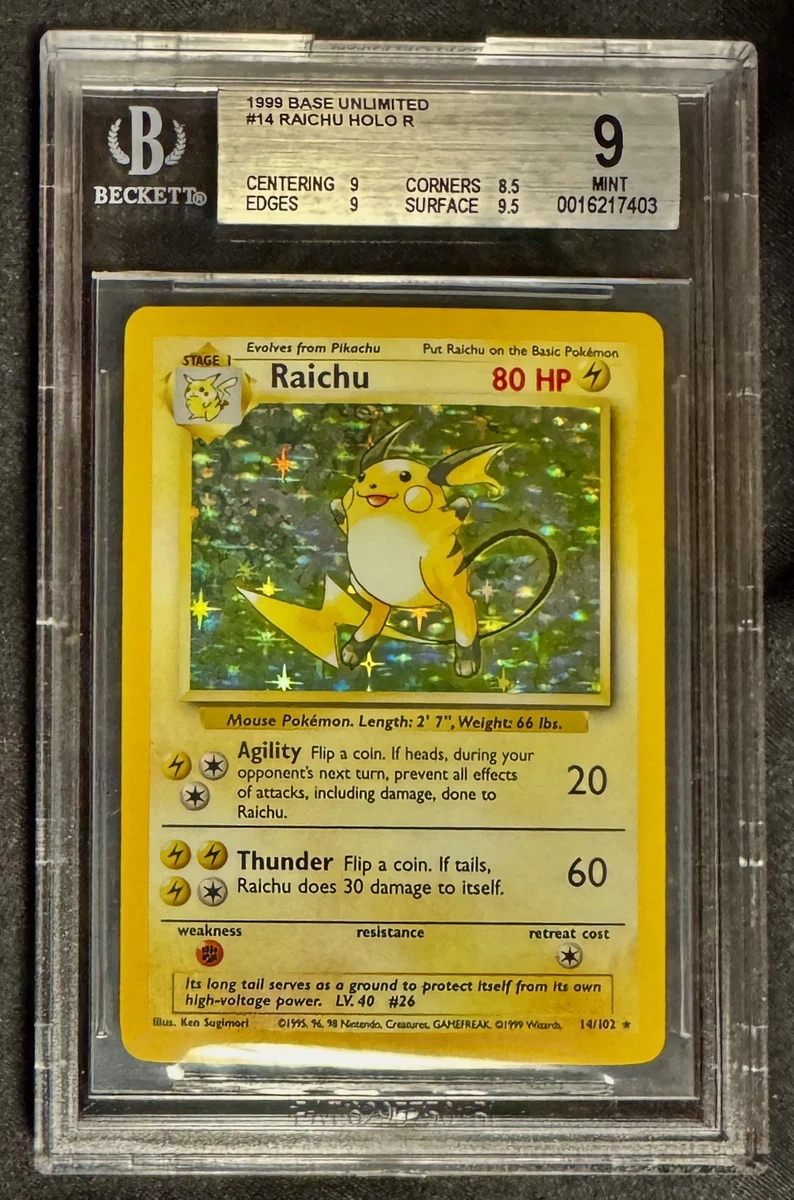 1999 BASE UNLIMITED
#14 RAICHU HOLO R
9
MINT
CENTERING 9 CORNERS 8.5
EDGES 9 SURFACE 9.5
0016217403
B
BECKETT®
Evolves from Pikachu Put Raichu on the Basic Pokémon
STAGE 1
Raichu 80 HP
Mouse Pokémon. Length: 2' 7", Weight: 66 lbs.
Agility Flip a coin. If heads, during your
opponent's next turn, prevent all effects
of attacks, including damage, done to
Raichu.
20
Thunder Flip a coin. If tails,
Raichu does 30 damage to itself.
60
weakness resistance retreat cost
Its long tail serves as a ground to protect itself from its own
high-voltage power. LV. 40 #26
Illus. Ken Sugimori ©1995, 96, 98 Nintendo, Creatures, GAMEFREAK. ©1999 Wizards. 14/102